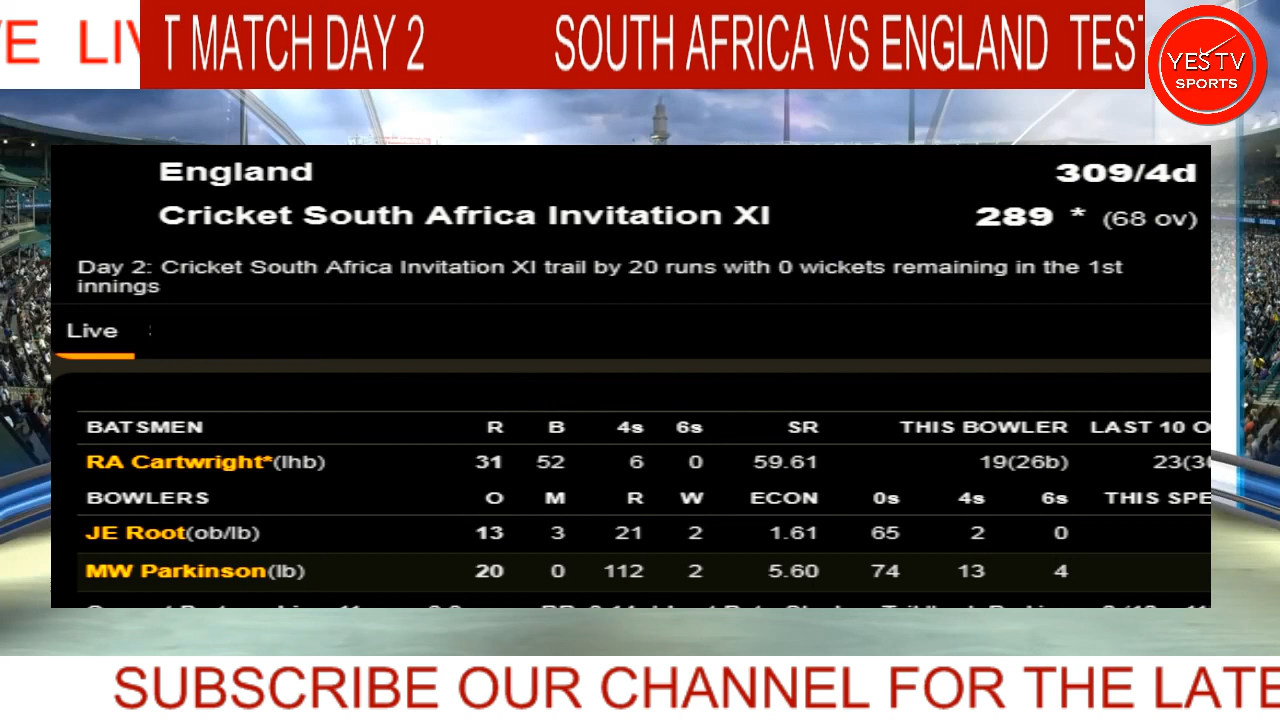 E LIV
T MATCH DAY 2 SOUTH AFRICA VS ENGLAND TEST
YES TV
SPORTS
England 309/4d
Cricket South Africa Invitation XI 289 * (68 ov)
Day 2: Cricket South Africa Invitation XI trail by 20 runs with 0 wickets remaining in the 1st
innings
Live
BATSMEN R B 4s 6s SR THIS BOWLER LAST 10 O
RA Cartwright*(lhb) 31 52 6 0 59.61 19(26b) 23(3
BOWLERS O M R W ECON 0s 4s 6s THIS SPE
JE Root(ob/lb) 13 3 21 2 1.61 65 2 0
MW Parkinson(lb) 20 0 112 2 5.60 74 13 4
SUBSCRIBE OUR CHANNEL FOR THE LATE